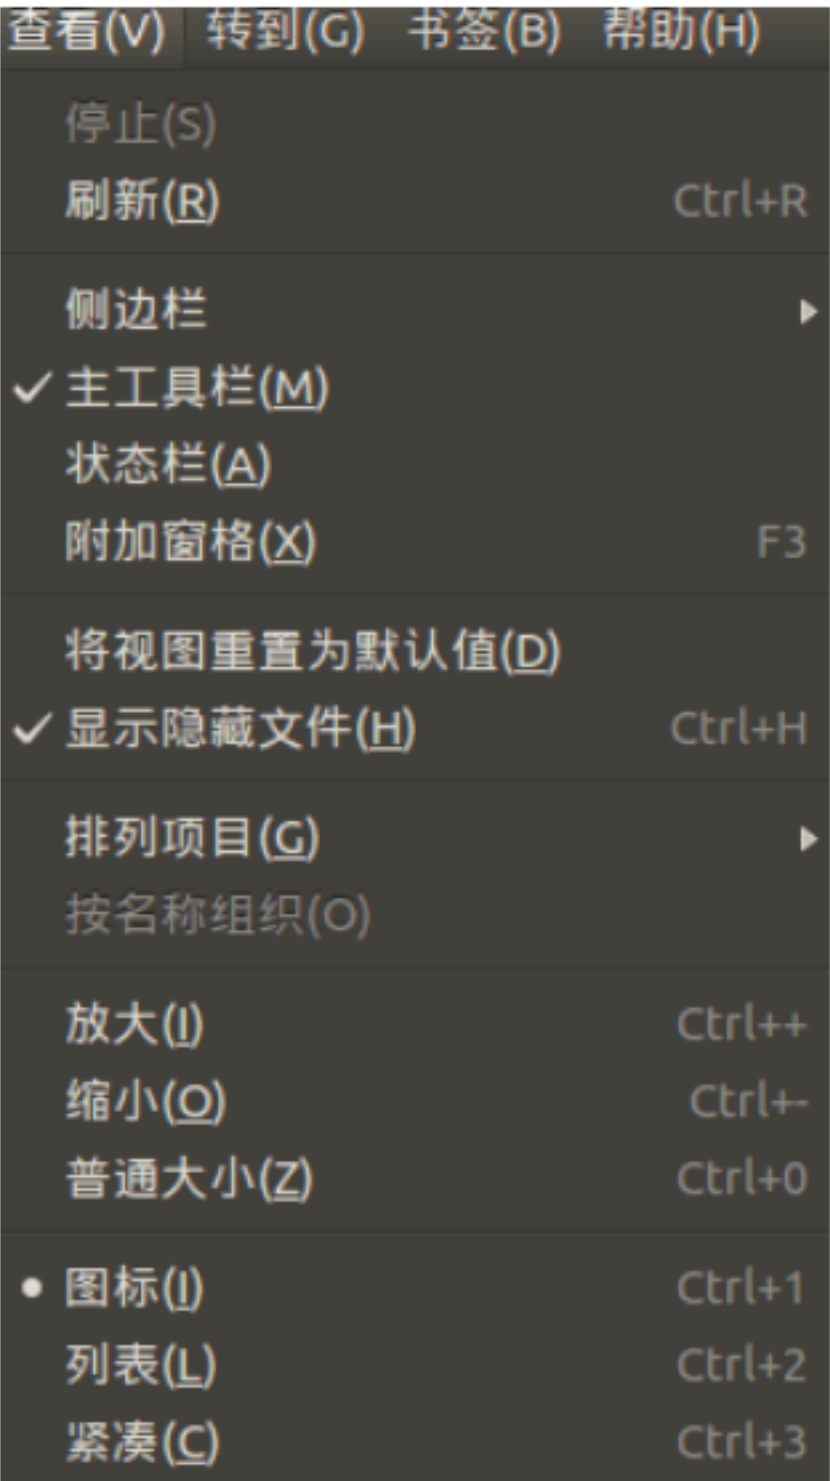 查看(V) 转到(G) 书签(B) 帮助(H)
停止(S)
刷新(R) Ctrl+R
侧边栏
主工具栏(M)
状态栏(A)
附加窗格(X) F3
将视图重置为默认值(D)
显示隐藏文件(H) Ctrl+H
排列项目(G)
按名称组织(O)
放大(I) Ctrl++
缩小(O) Ctrl+-
普通大小(Z) Ctrl+0
图标(I) Ctrl+1
列表(L) Ctrl+2
紧凑(C) Ctrl+3